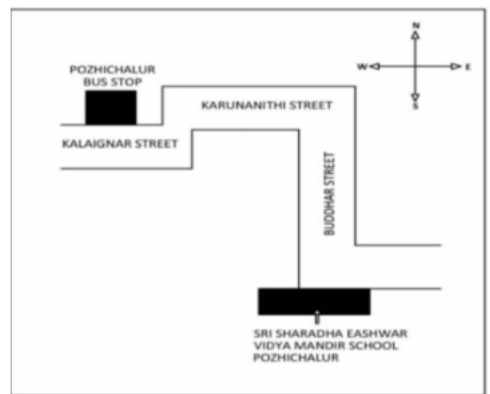 N
POZHICHALUR
BUS STOP
W
E
S
KARUNANITHI STREET
KALAIGNAR STREET
BUDDHAR STREET
SRI SHARADHA EASHWAR
VIDYA MANDIR SCHOOL
POZHICHALUR